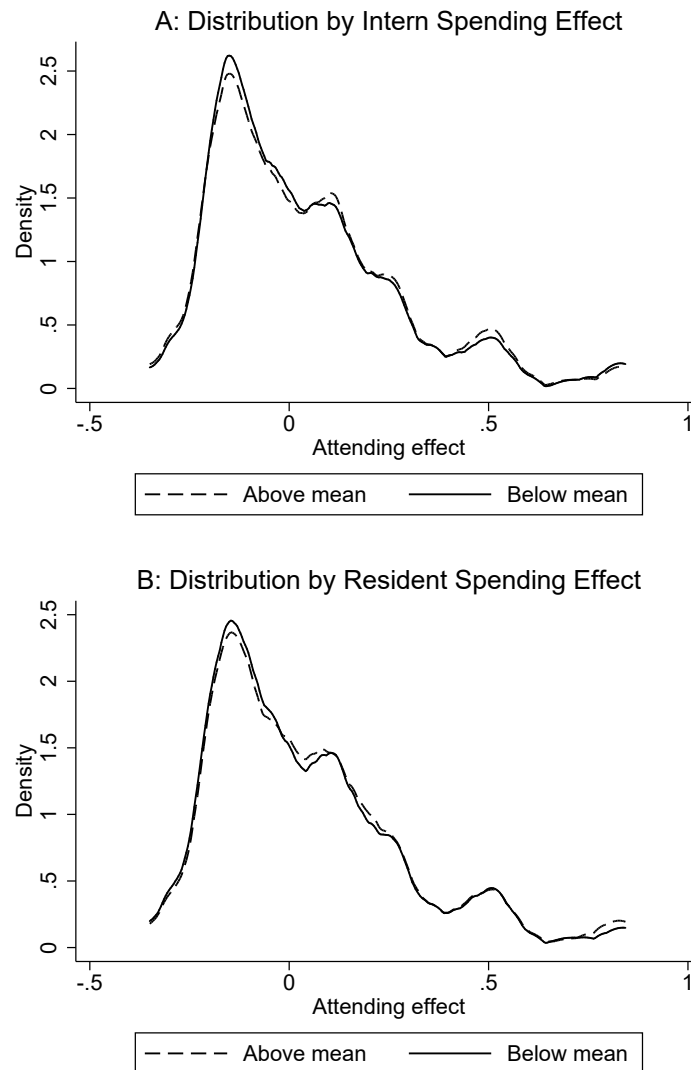 A: Distribution by Intern Spending Effect
2.5
2
1.5
1
.5
0
Density
-.5 0 .5 1
Attending effect
Above mean Below mean
B: Distribution by Resident Spending Effect
2.5
2
1.5
1
.5
0
Density
-.5 0 .5 1
Attending effect
Above mean Below mean